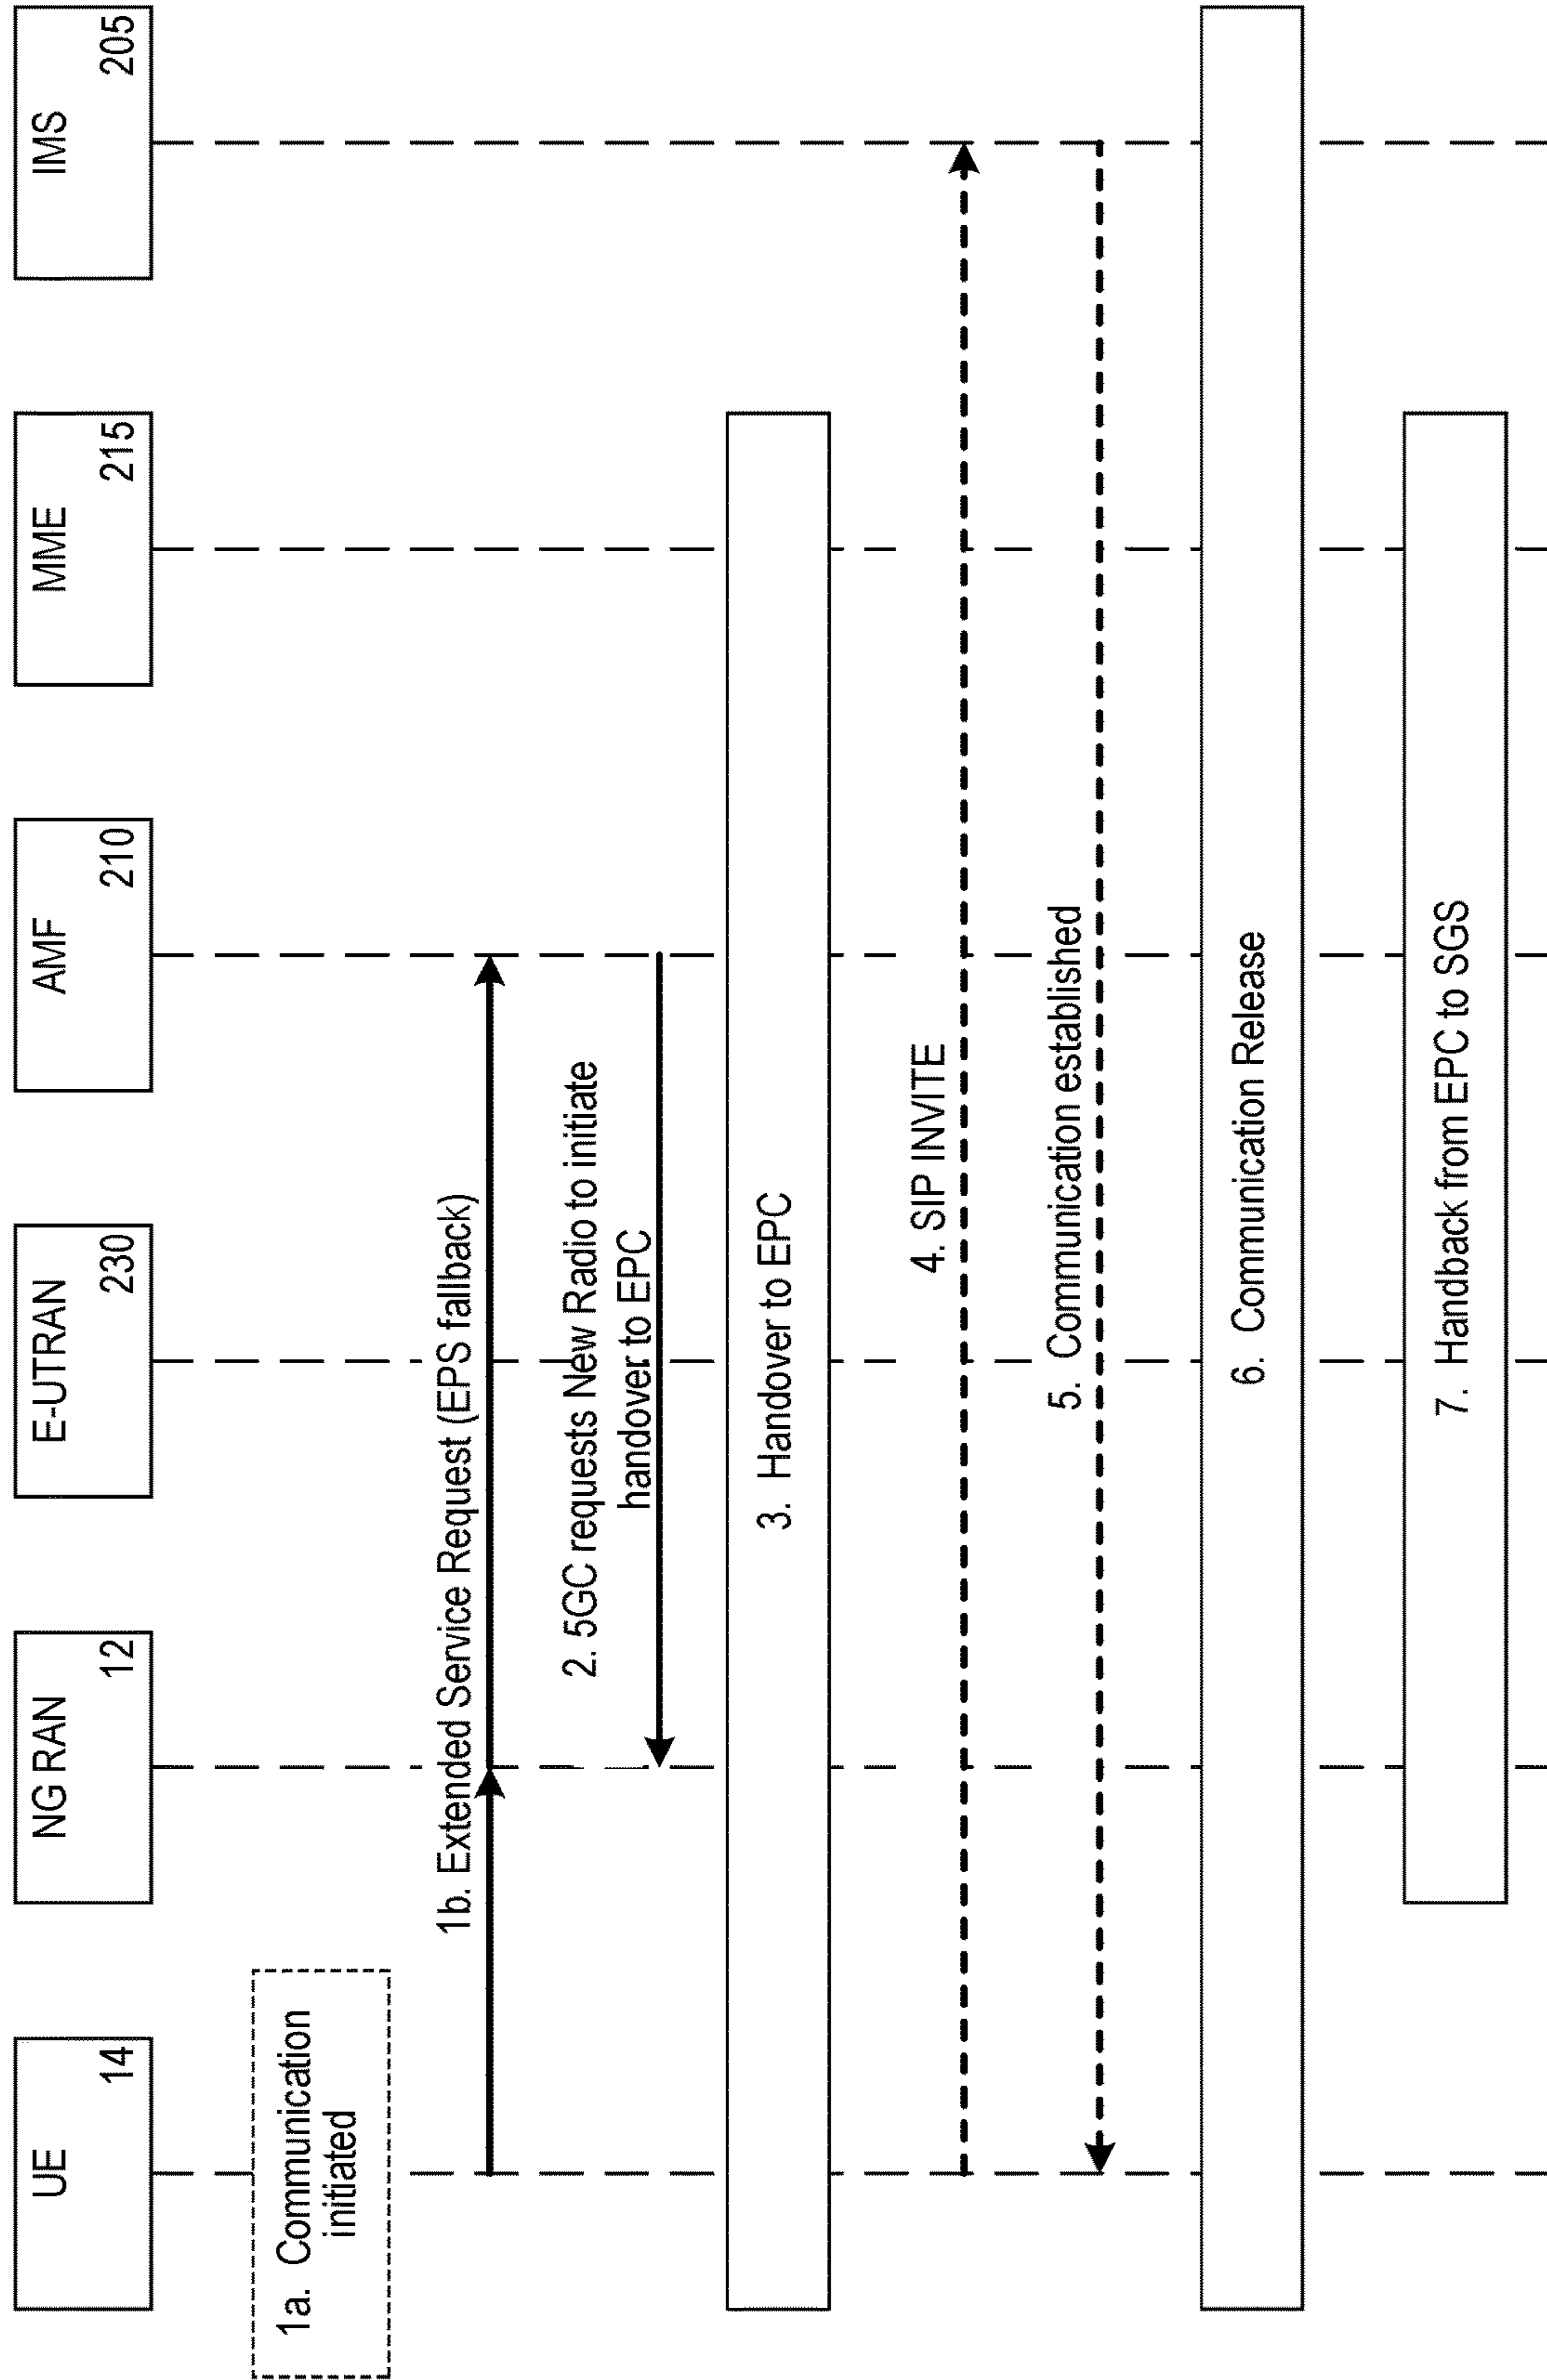 UE
14
NG RAN
12
E-UTRAN
230
AMF
210
MME
215
IMS
205
1a. Communication
initiated
1b. Extended Service Request (EPS fallback)
2. 5GC requests New Radio to initiate
handover to EPC
3. Handover to EPC
4. SIP INVITE
5. Communication established
6. Communication Release
7. Handback from EPC to SGS